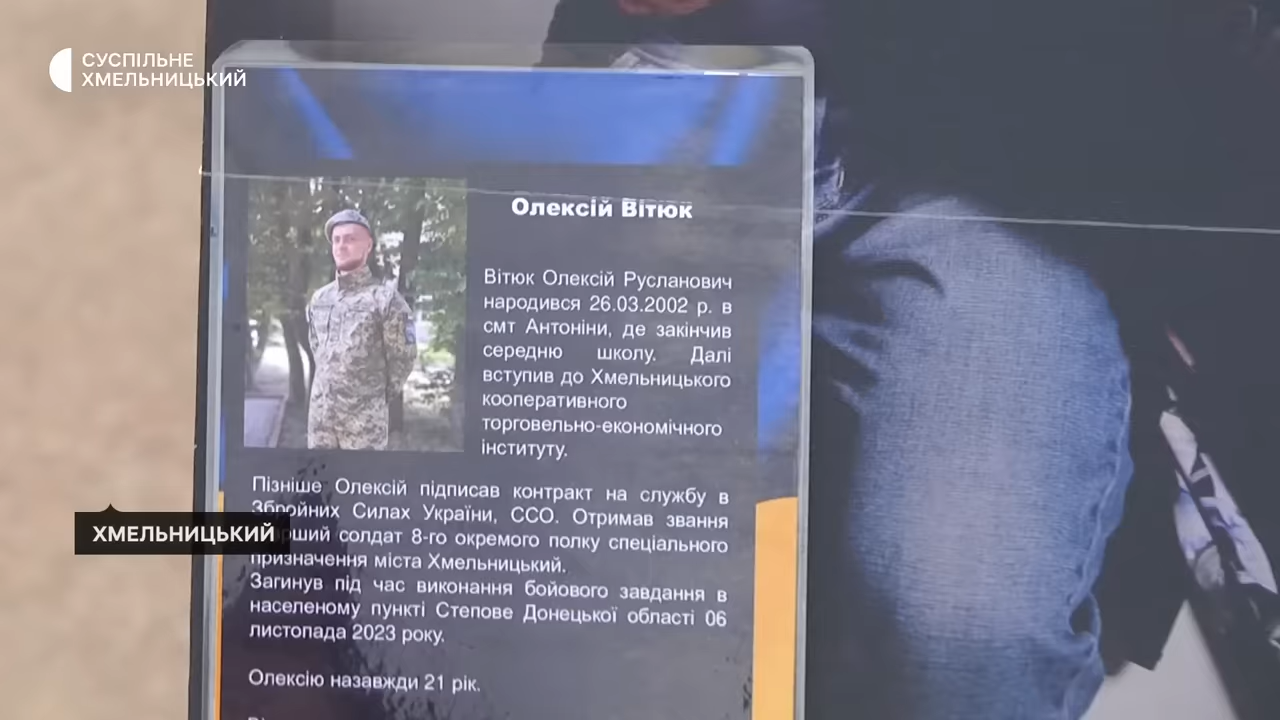 СУСПІЛЬНЕ
ХМЕЛЬНИЦЬКИЙ
Олексій Вітюк
Вітюк Олексій Русланович
народився 26.03.2002 р. в
смт Антоніни, де закінчив
середню школу. Далі
вступив до Хмельницького
кооперативного
торговельно-економічного
інституту.
Пізніше Олексій підписав контракт на службу в
Збройних Силах України, ССО. Отримав звання
солдат 8-го окремого полку спеціального
призначення міста Хмельницький.
Загинув під час виконання бойового завдання в
населеному пункті Степове Донецької області 06
листопада 2023 року.
Олексію назавжди 21 рік.
ХМЕЛЬНИЦЬКИЙ